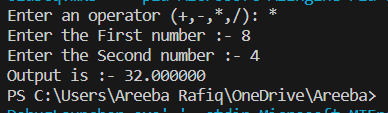 Enter an operator (+,-,*,/): *
Enter the First number :- 8
Enter the Second number :- 4
Output is :- 32.000000
PS C:\Users\Areeba Rafiq\OneDrive\Areeba>